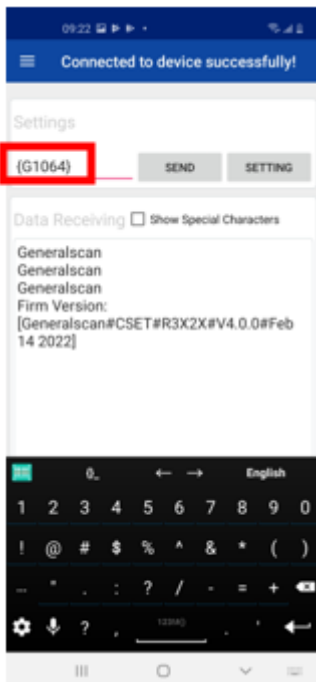 09:22
Connected to device successfully!
Settings
{G1064}
SEND
SETTING
Data Receiving
Show Special Characters
Generalscan
Generalscan
Generalscan
Firm Version:
[Generalscan#CSET#R3X2X#V4.0.0#Feb
14 2022]
English
1 2 3 4 5 6 7 8 9 0
! @ # $ % ^ & * ( )
. : ? / - = +
? ,